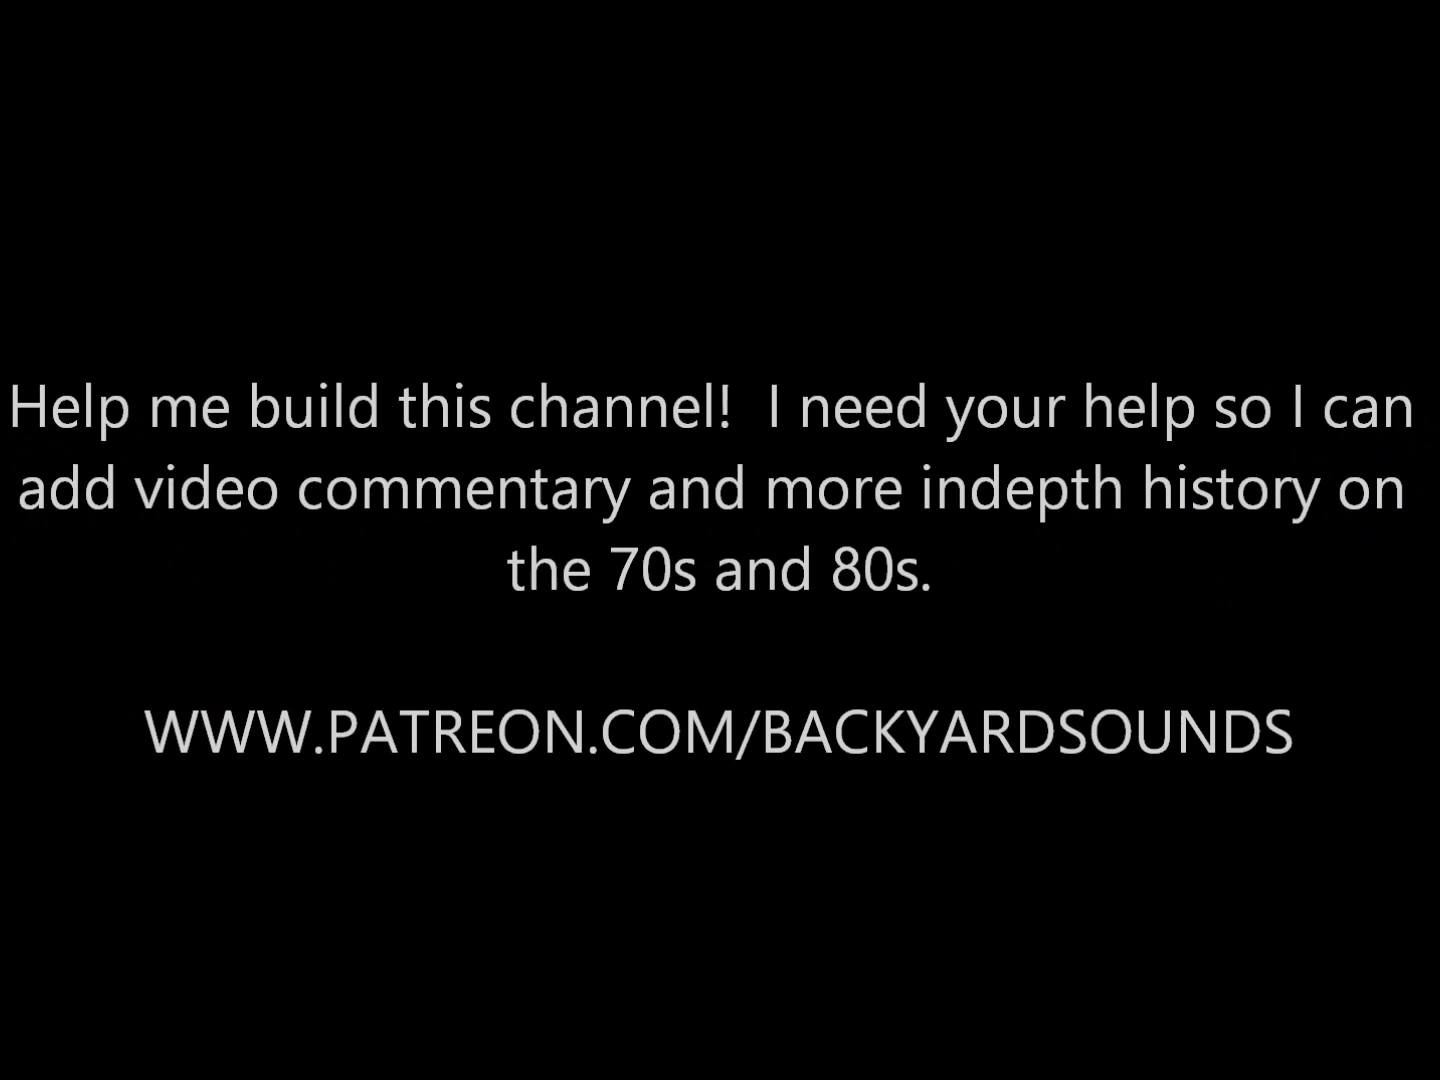 Help me build this channel!  I need your help so I can
add video commentary and more indepth history on
the 70s and 80s.
WWW.PATREON.COM/BACKYARDSOUNDS